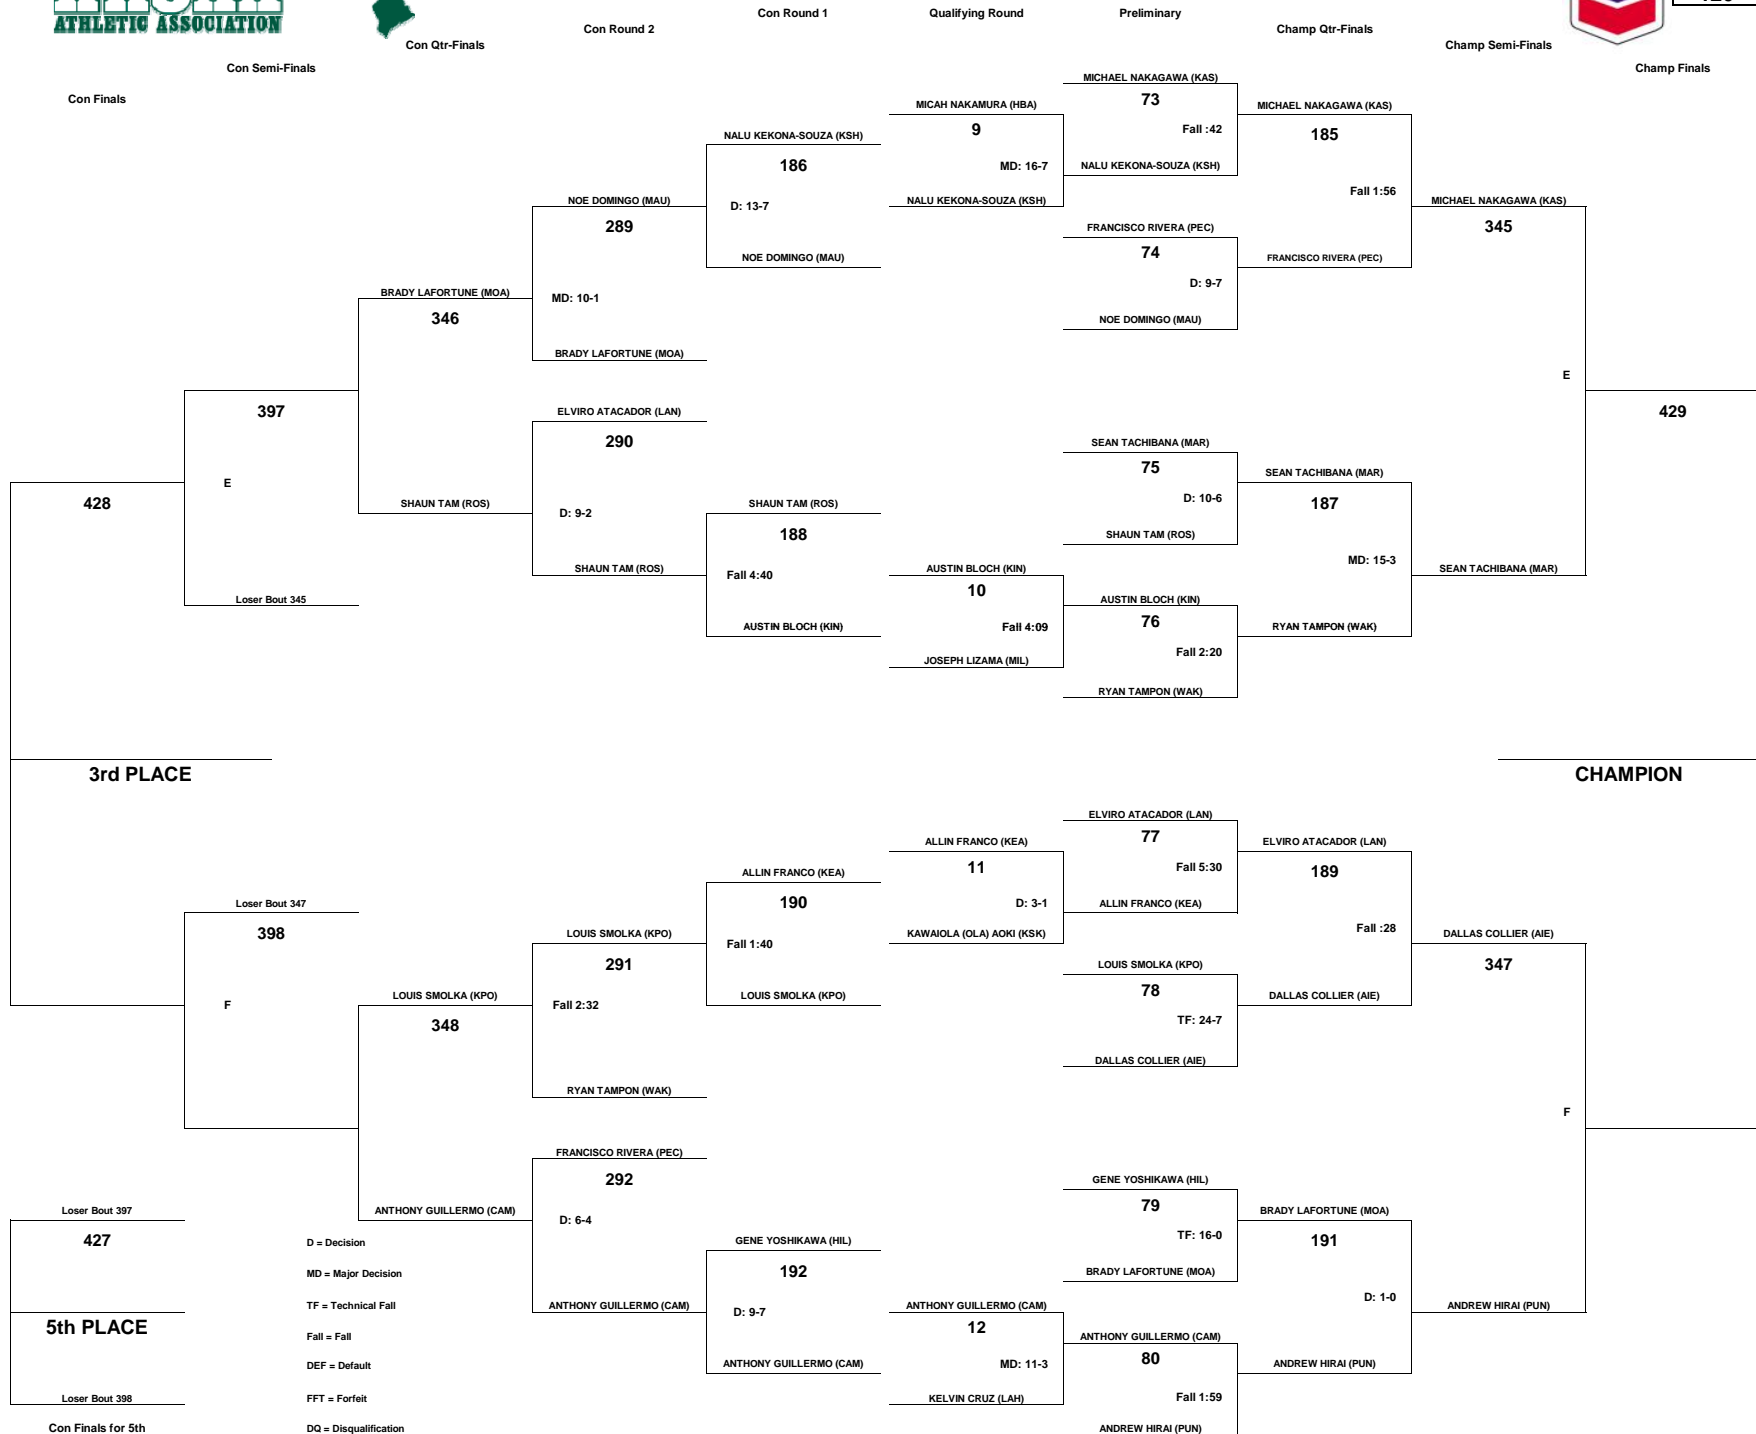 ATHLETIC ASSOCIATION
Con Finals
Con Semi-Finals
Con Qtr-Finals
Con Round 2
Con Round 1
Qualifying Round
Preliminary
Champ Qtr-Finals
Champ Semi-Finals
Champ Finals
MICHAEL NAKAGAWA (KAS)
73
Fall :42
NALU KEKONA-SOUZA (KSH)
MICAH NAKAMURA (HBA)
9
MD: 16-7
NALU KEKONA-SOUZA (KSH)
MICHAEL NAKAGAWA (KAS)
185
Fall 1:56
FRANCISCO RIVERA (PEC)
NALU KEKONA-SOUZA (KSH)
186
D: 13-7
NOE DOMINGO (MAU)
FRANCISCO RIVERA (PEC)
74
D: 9-7
NOE DOMINGO (MAU)
NOE DOMINGO (MAU)
289
MD: 10-1
BRADY LAFORTUNE (MOA)
MICHAEL NAKAGAWA (KAS)
345
E
SEAN TACHIBANA (MAR)
BRADY LAFORTUNE (MOA)
346
SHAUN TAM (ROS)
397
E
Loser Bout 345
429
428
ELVIRO ATACADOR (LAN)
290
D: 9-2
SHAUN TAM (ROS)
SHAUN TAM (ROS)
188
Fall 4:40
AUSTIN BLOCH (KIN)
AUSTIN BLOCH (KIN)
10
Fall 4:09
JOSEPH LIZAMA (MIL)
SEAN TACHIBANA (MAR)
75
D: 10-6
SHAUN TAM (ROS)
SEAN TACHIBANA (MAR)
187
MD: 15-3
RYAN TAMPON (WAK)
AUSTIN BLOCH (KIN)
76
Fall 2:20
RYAN TAMPON (WAK)
3rd PLACE
CHAMPION
ELVIRO ATACADOR (LAN)
77
Fall 5:30
ALLIN FRANCO (KEA)
ALLIN FRANCO (KEA)
11
D: 3-1
KAWAIOLA (OLA) AOKI (KSK)
ELVIRO ATACADOR (LAN)
189
Fall :28
DALLAS COLLIER (AIE)
ALLIN FRANCO (KEA)
190
Fall 1:40
LOUIS SMOLKA (KPO)
Loser Bout 347
398
F
LOUIS SMOLKA (KPO)
291
Fall 2:32
RYAN TAMPON (WAK)
DALLAS COLLIER (AIE)
347
F
ANDREW HIRAI (PUN)
LOUIS SMOLKA (KPO)
78
TF: 24-7
DALLAS COLLIER (AIE)
LOUIS SMOLKA (KPO)
348
ANTHONY GUILLERMO (CAM)
FRANCISCO RIVERA (PEC)
292
D: 6-4
ANTHONY GUILLERMO (CAM)
GENE YOSHIKAWA (HIL)
79
TF: 16-0
BRADY LAFORTUNE (MOA)
BRADY LAFORTUNE (MOA)
191
D: 1-0
ANDREW HIRAI (PUN)
GENE YOSHIKAWA (HIL)
192
D: 9-7
ANTHONY GUILLERMO (CAM)
ANTHONY GUILLERMO (CAM)
12
MD: 11-3
KELVIN CRUZ (LAH)
ANTHONY GUILLERMO (CAM)
80
Fall 1:59
ANDREW HIRAI (PUN)
Loser Bout 397
427
5th PLACE
Loser Bout 398
Con Finals for 5th
D = Decision
MD = Major Decision
TF = Technical Fall
Fall = Fall
DEF = Default
FFT = Forfeit
DQ = Disqualification